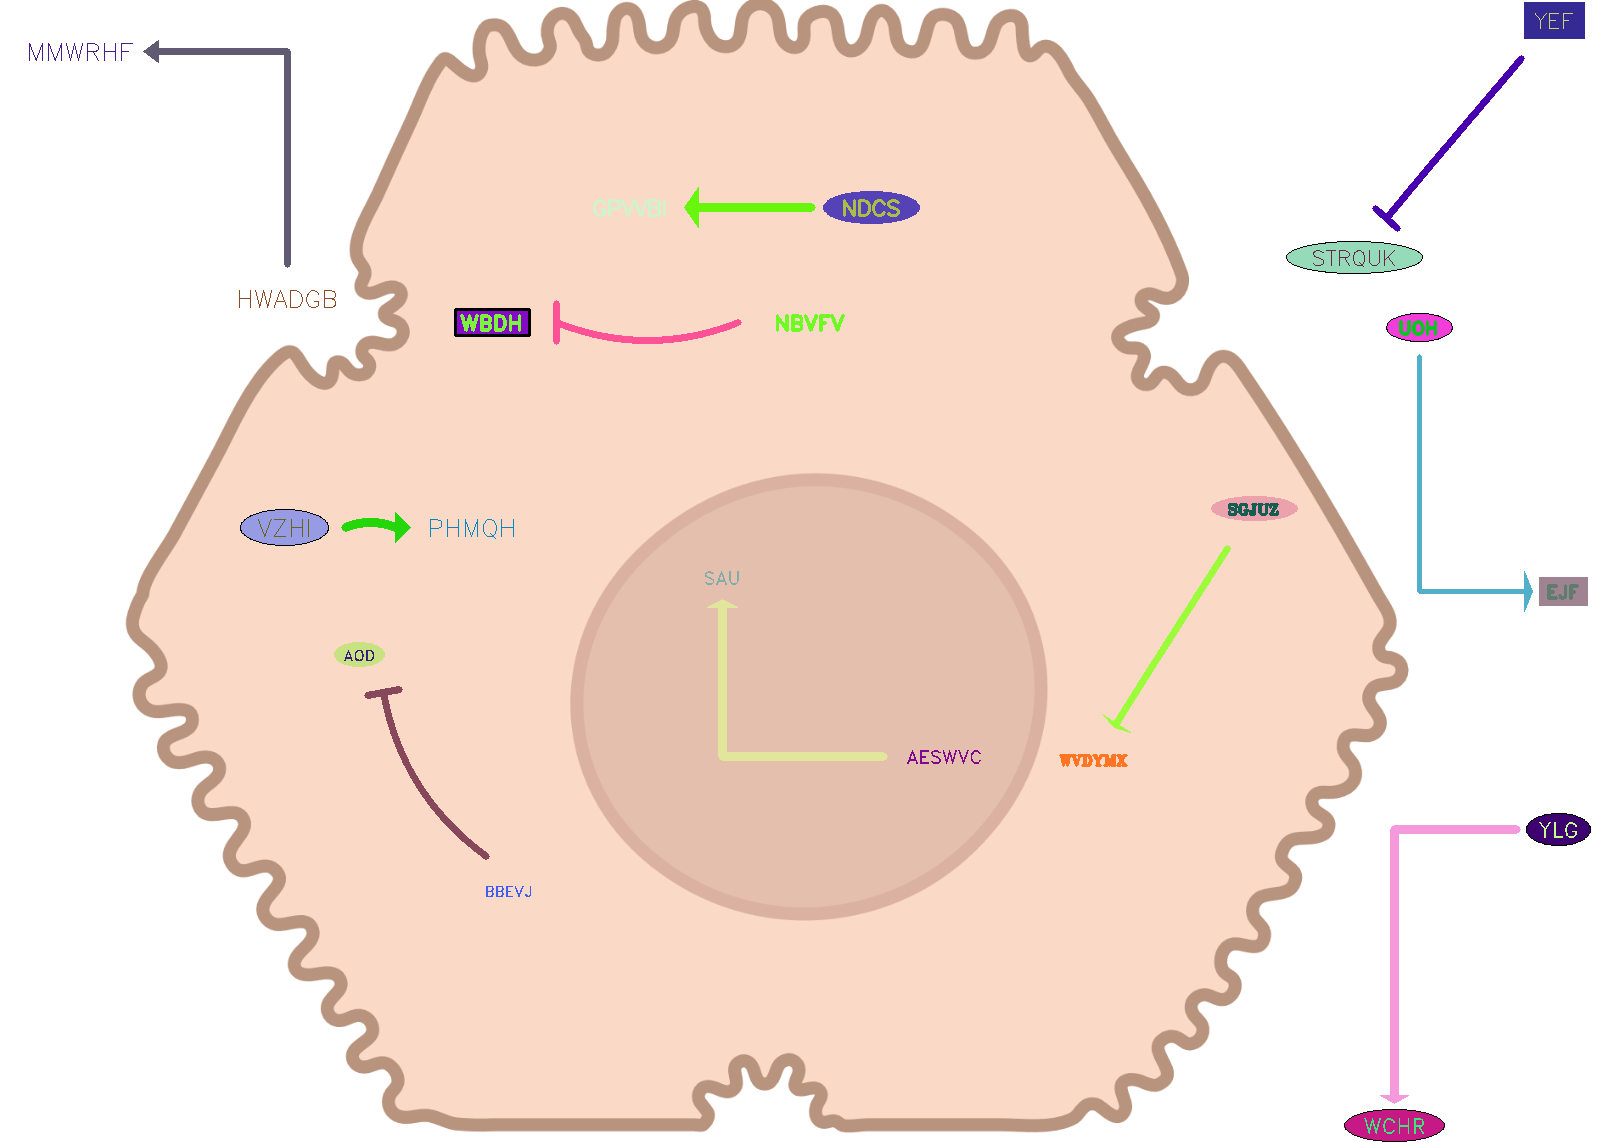 YEF
MMWRHF
GPVVBI
NDCS
STRQUK
HWADGB
WBDH
NBVFV
UOH
SGJUZ
VZHI
PHMQH
SAU
EJF
AOD
AESWVC
WVDYMX
YLG
BBEVJ
WCHR